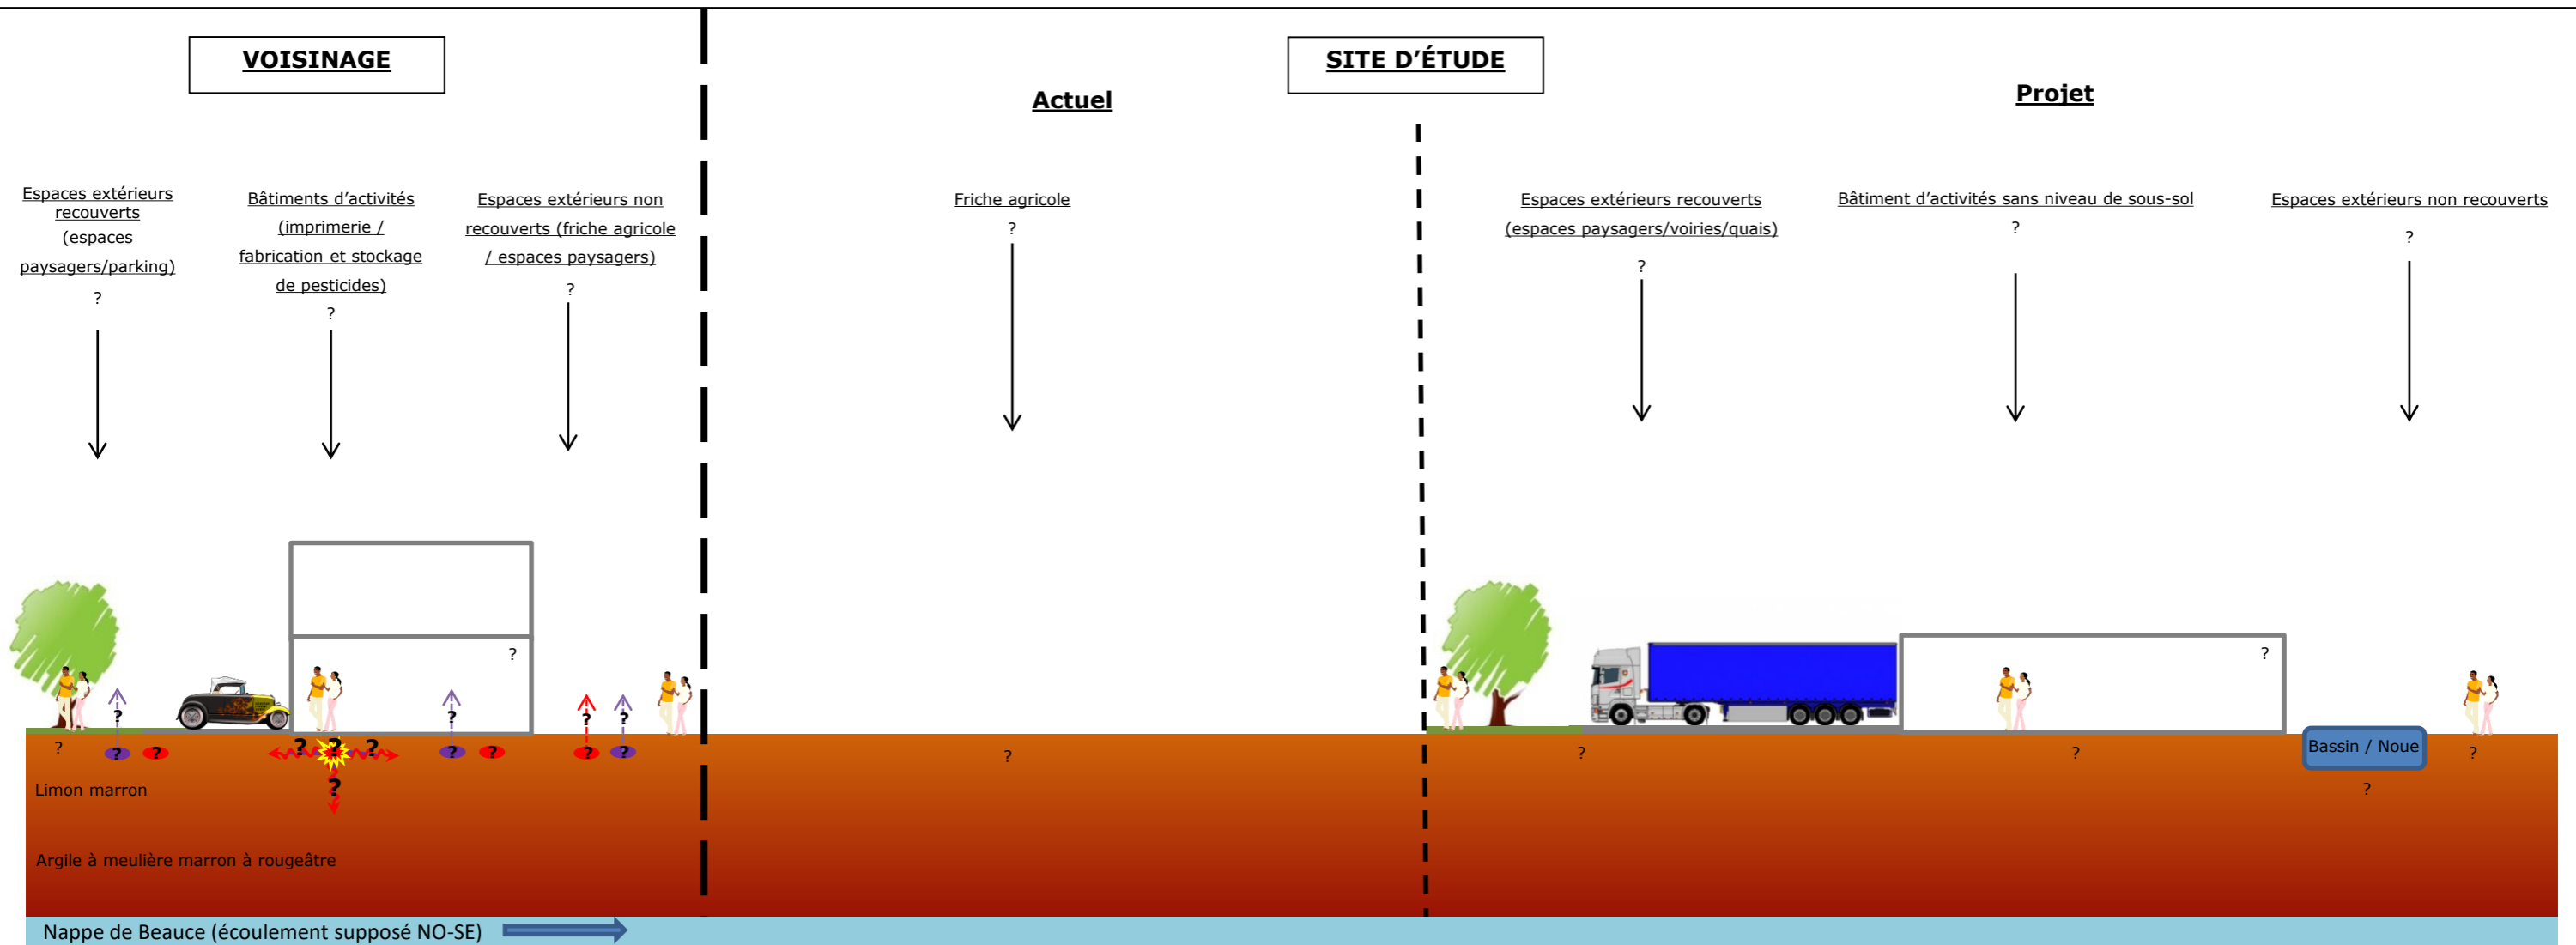 VOISINAGE
SITE D'ÉTUDE
Actuel
Projet
Espaces extérieurs
recouverts
(espaces
paysagers/parking)
?
Bâtiments d'activités
(imprimerie /
fabrication et stockage
de pesticides)
?
Espaces extérieurs non
recouverts (friche agricole
/ espaces paysagers)
?
Friche agricole
?
Espaces extérieurs recouverts
(espaces paysagers/voiries/quais)
?
Bâtiment d'activités sans niveau de sous-sol
?
Espaces extérieurs non recouverts
?
?
?
? ? ? ?
? ? ? ? ? ? ? ? ? ? ?
? ? ? Bassin / Noue ?
Limon marron
? ?
Argile à meulière marron à rougeâtre
Nappe de Beauce (écoulement supposé NO-SE)